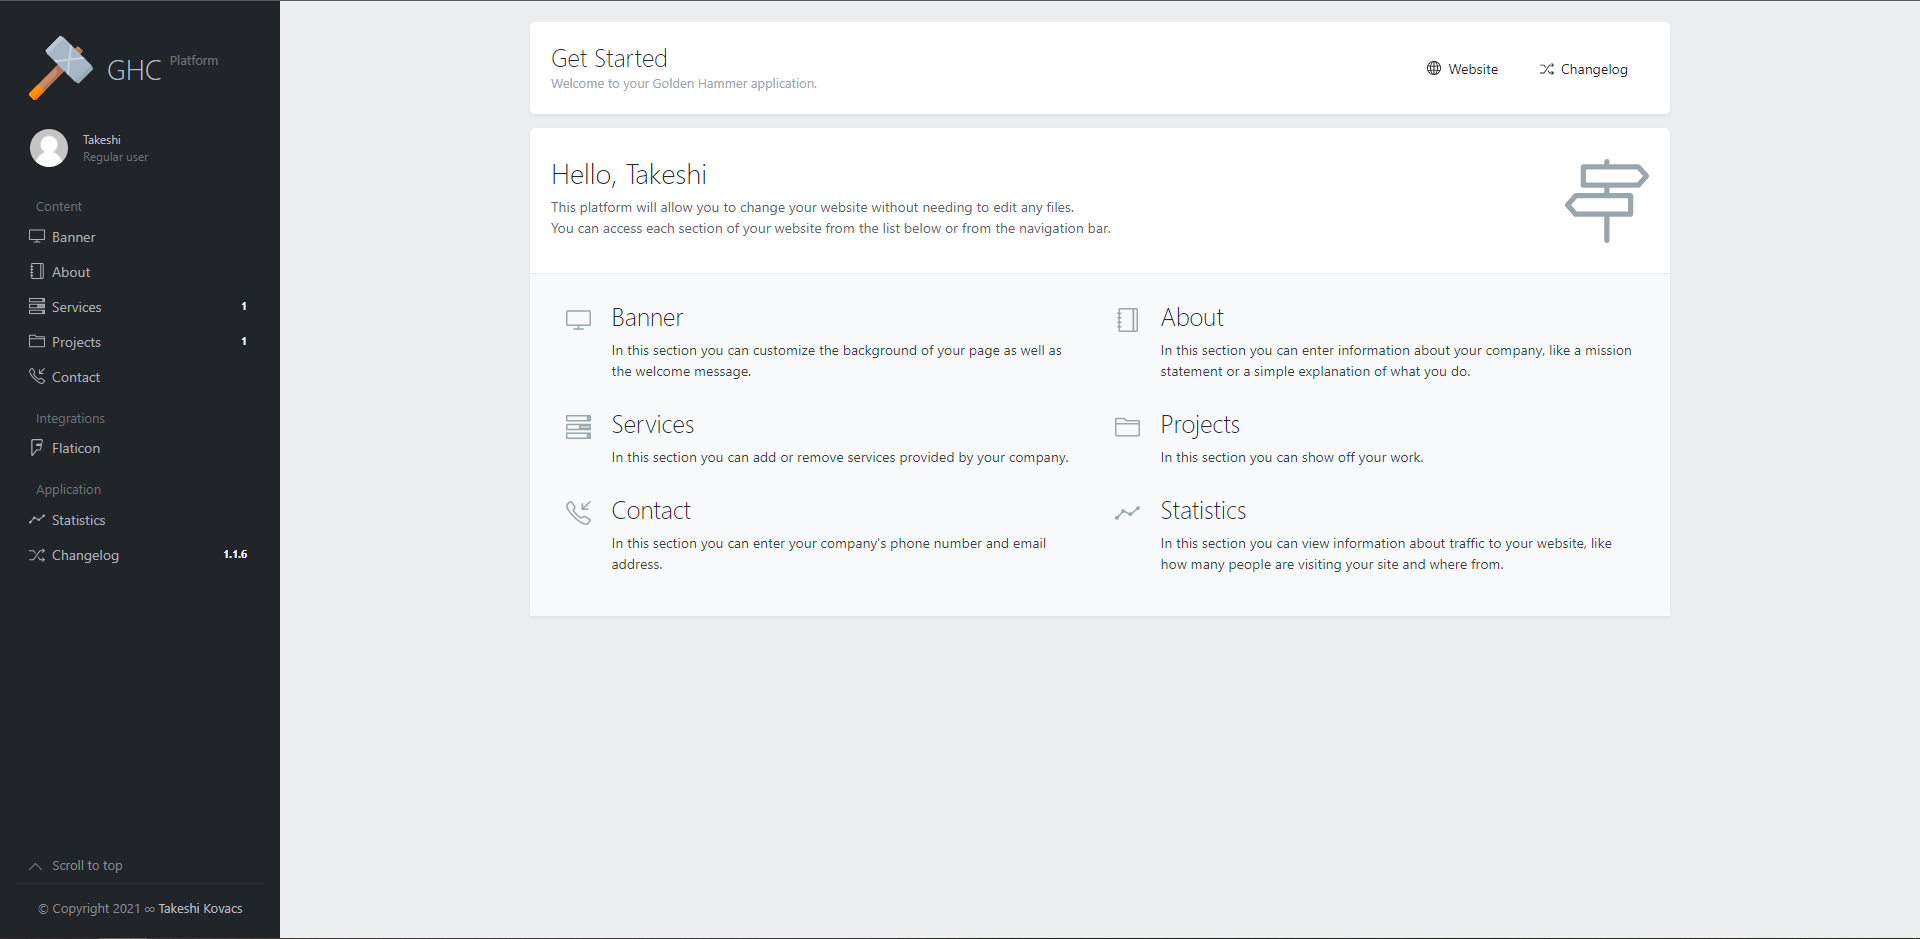 GHC Platform
Takeshi
Regular user
Content
Banner
About
Services 1
Projects 1
Contact
Integrations
Flaticon
Application
Statistics
Changelog 1.1.6
Scroll to top
© Copyright 2021 ∞ Takeshi Kovacs
Get Started
Welcome to your Golden Hammer application.
Website
Changelog
Hello, Takeshi
This platform will allow you to change your website without needing to edit any files.
You can access each section of your website from the list below or from the navigation bar.
Banner
In this section you can customize the background of your page as well as
the welcome message.
About
In this section you can enter information about your company, like a mission
statement or a simple explanation of what you do.
Services
In this section you can add or remove services provided by your company.
Projects
In this section you can show off your work.
Contact
In this section you can enter your company's phone number and email
address.
Statistics
In this section you can view information about traffic to your website, like
how many people are visiting your site and where from.